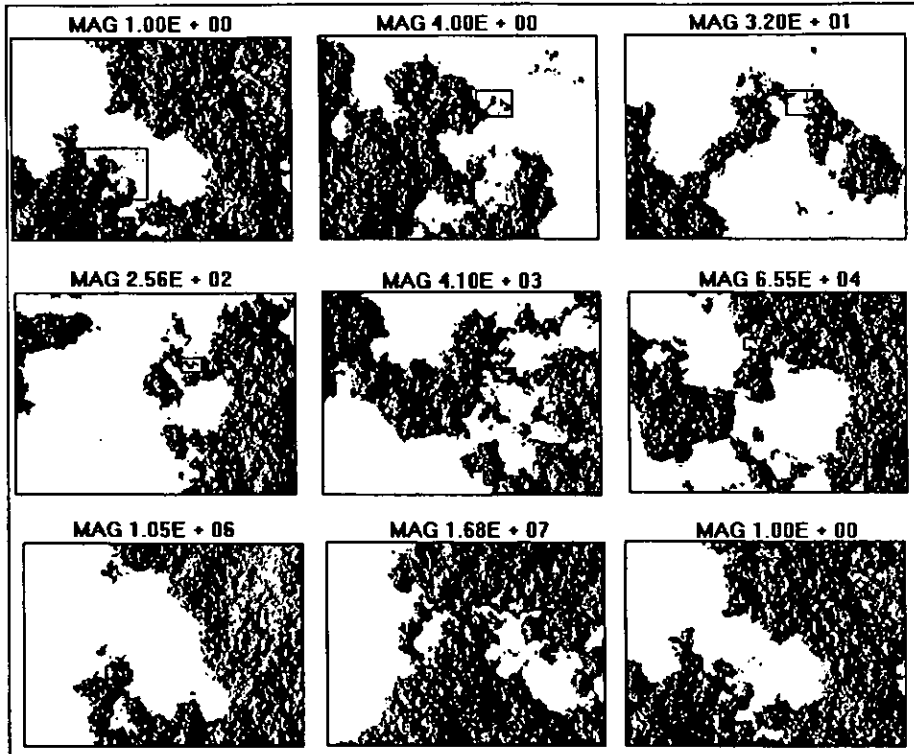 MAG 1.00E + 00
MAG 4.00E + 00
MAG 3.20E + 01
MAG 2.56E + 02
MAG 4.10E + 03
MAG 6.55E + 04
MAG 1.05E + 06
MAG 1.68E + 07
MAG 1.00E + 00